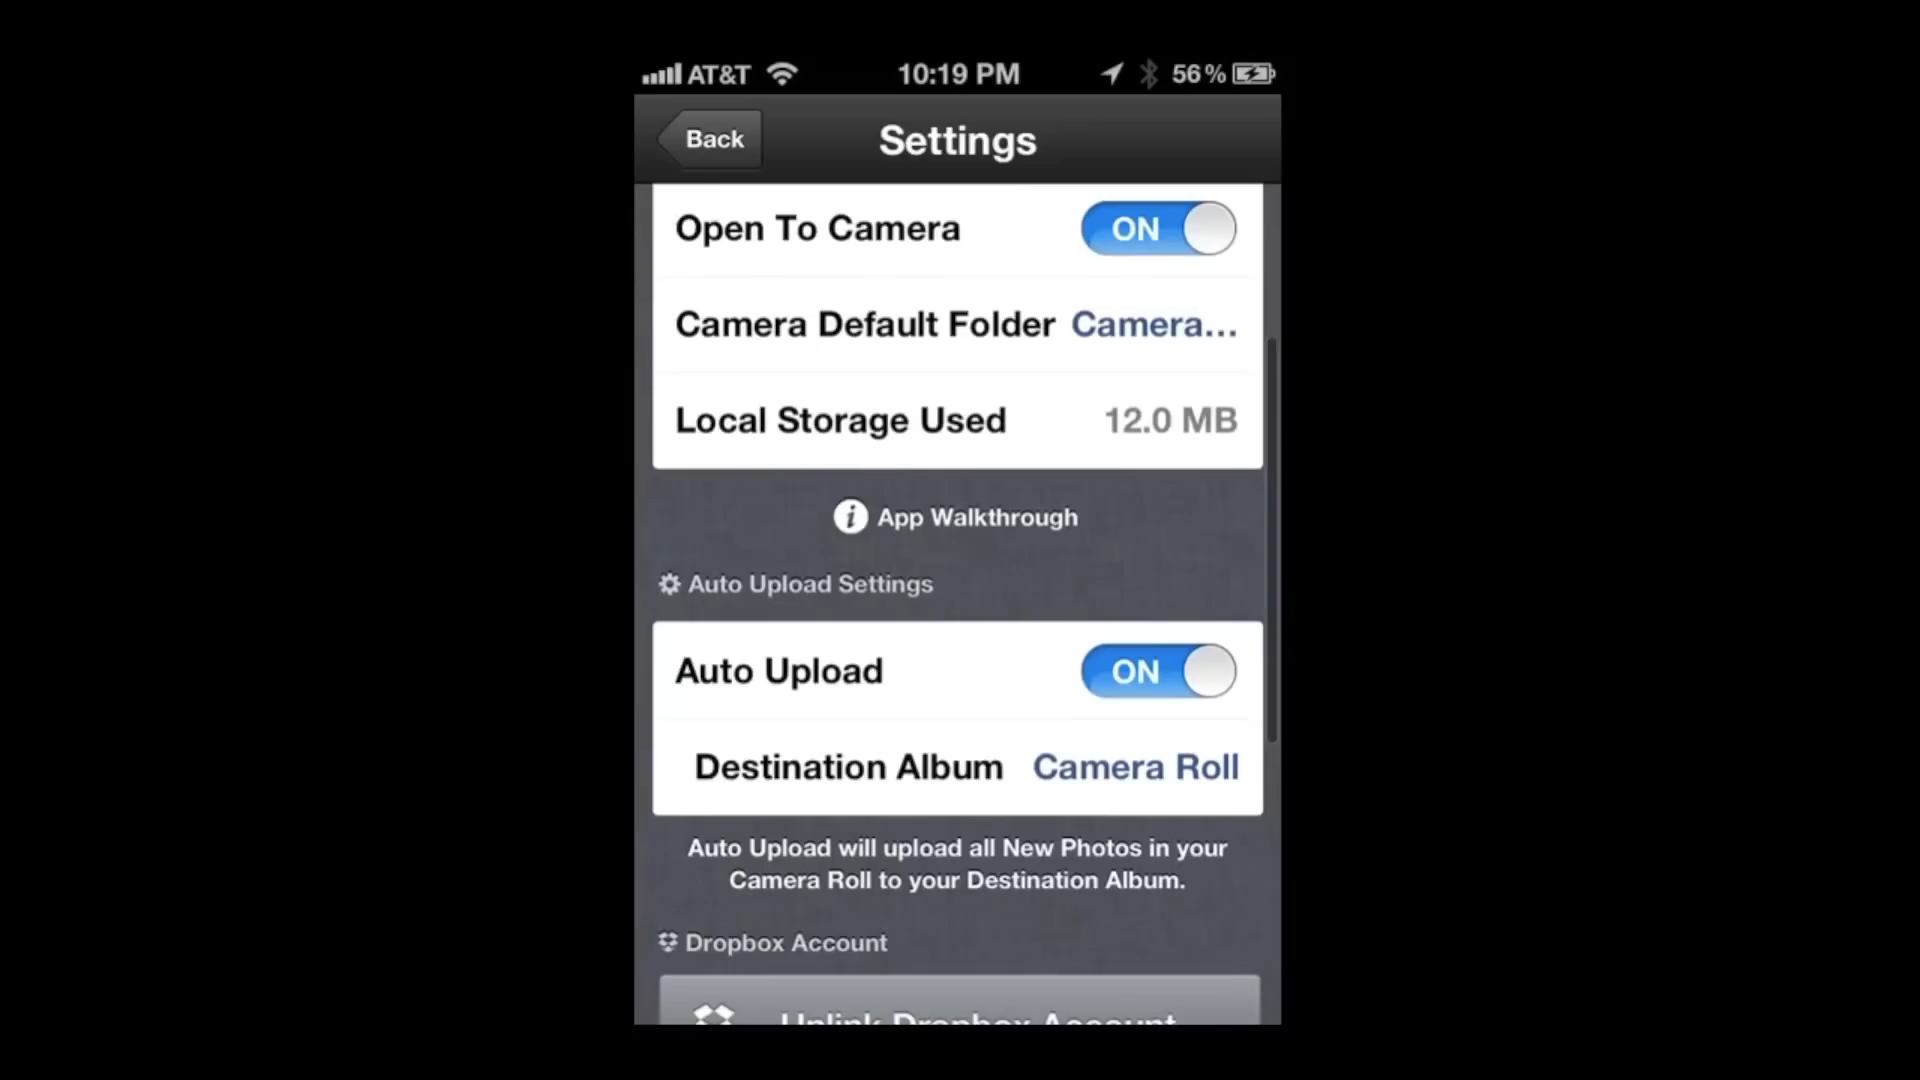 AT&T 10:19 PM 56%
Back Settings
Open To Camera ON
Camera Default Folder Camera...
Local Storage Used 12.0 MB
App Walkthrough
Auto Upload Settings
Auto Upload ON
Destination Album Camera Roll
Auto Upload will upload all New Photos in your
Camera Roll to your Destination Album.
Dropbox Account
Unlink Dropbox Account